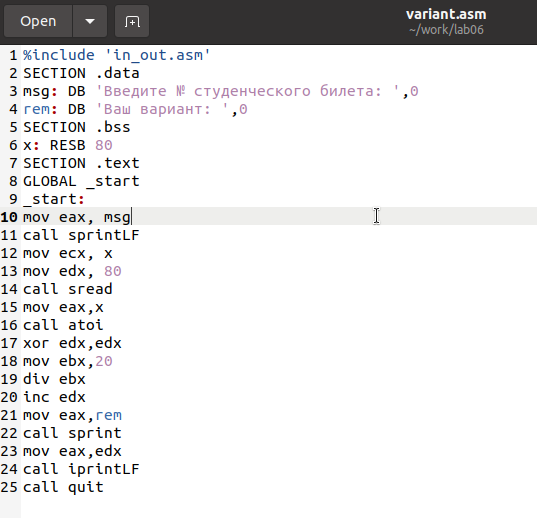 Open
variant.asm
~/work/lab06
1 %include 'in_out.asm'
2 SECTION .data
3 msg: DB 'Введите № студенческого билета: ',0
4 rem: DB 'Ваш вариант: ',0
5 SECTION .bss
6 x: RESB 80
7 SECTION .text
8 GLOBAL _start
9 _start:
10 mov eax, msg
11 call sprintLF
12 mov ecx, x
13 mov edx, 80
14 call sread
15 mov eax,x
16 call atoi
17 xor edx,edx
18 mov ebx,20
19 div ebx
20 inc edx
21 mov eax,rem
22 call sprint
23 mov eax,edx
24 call iprintLF
25 call quit